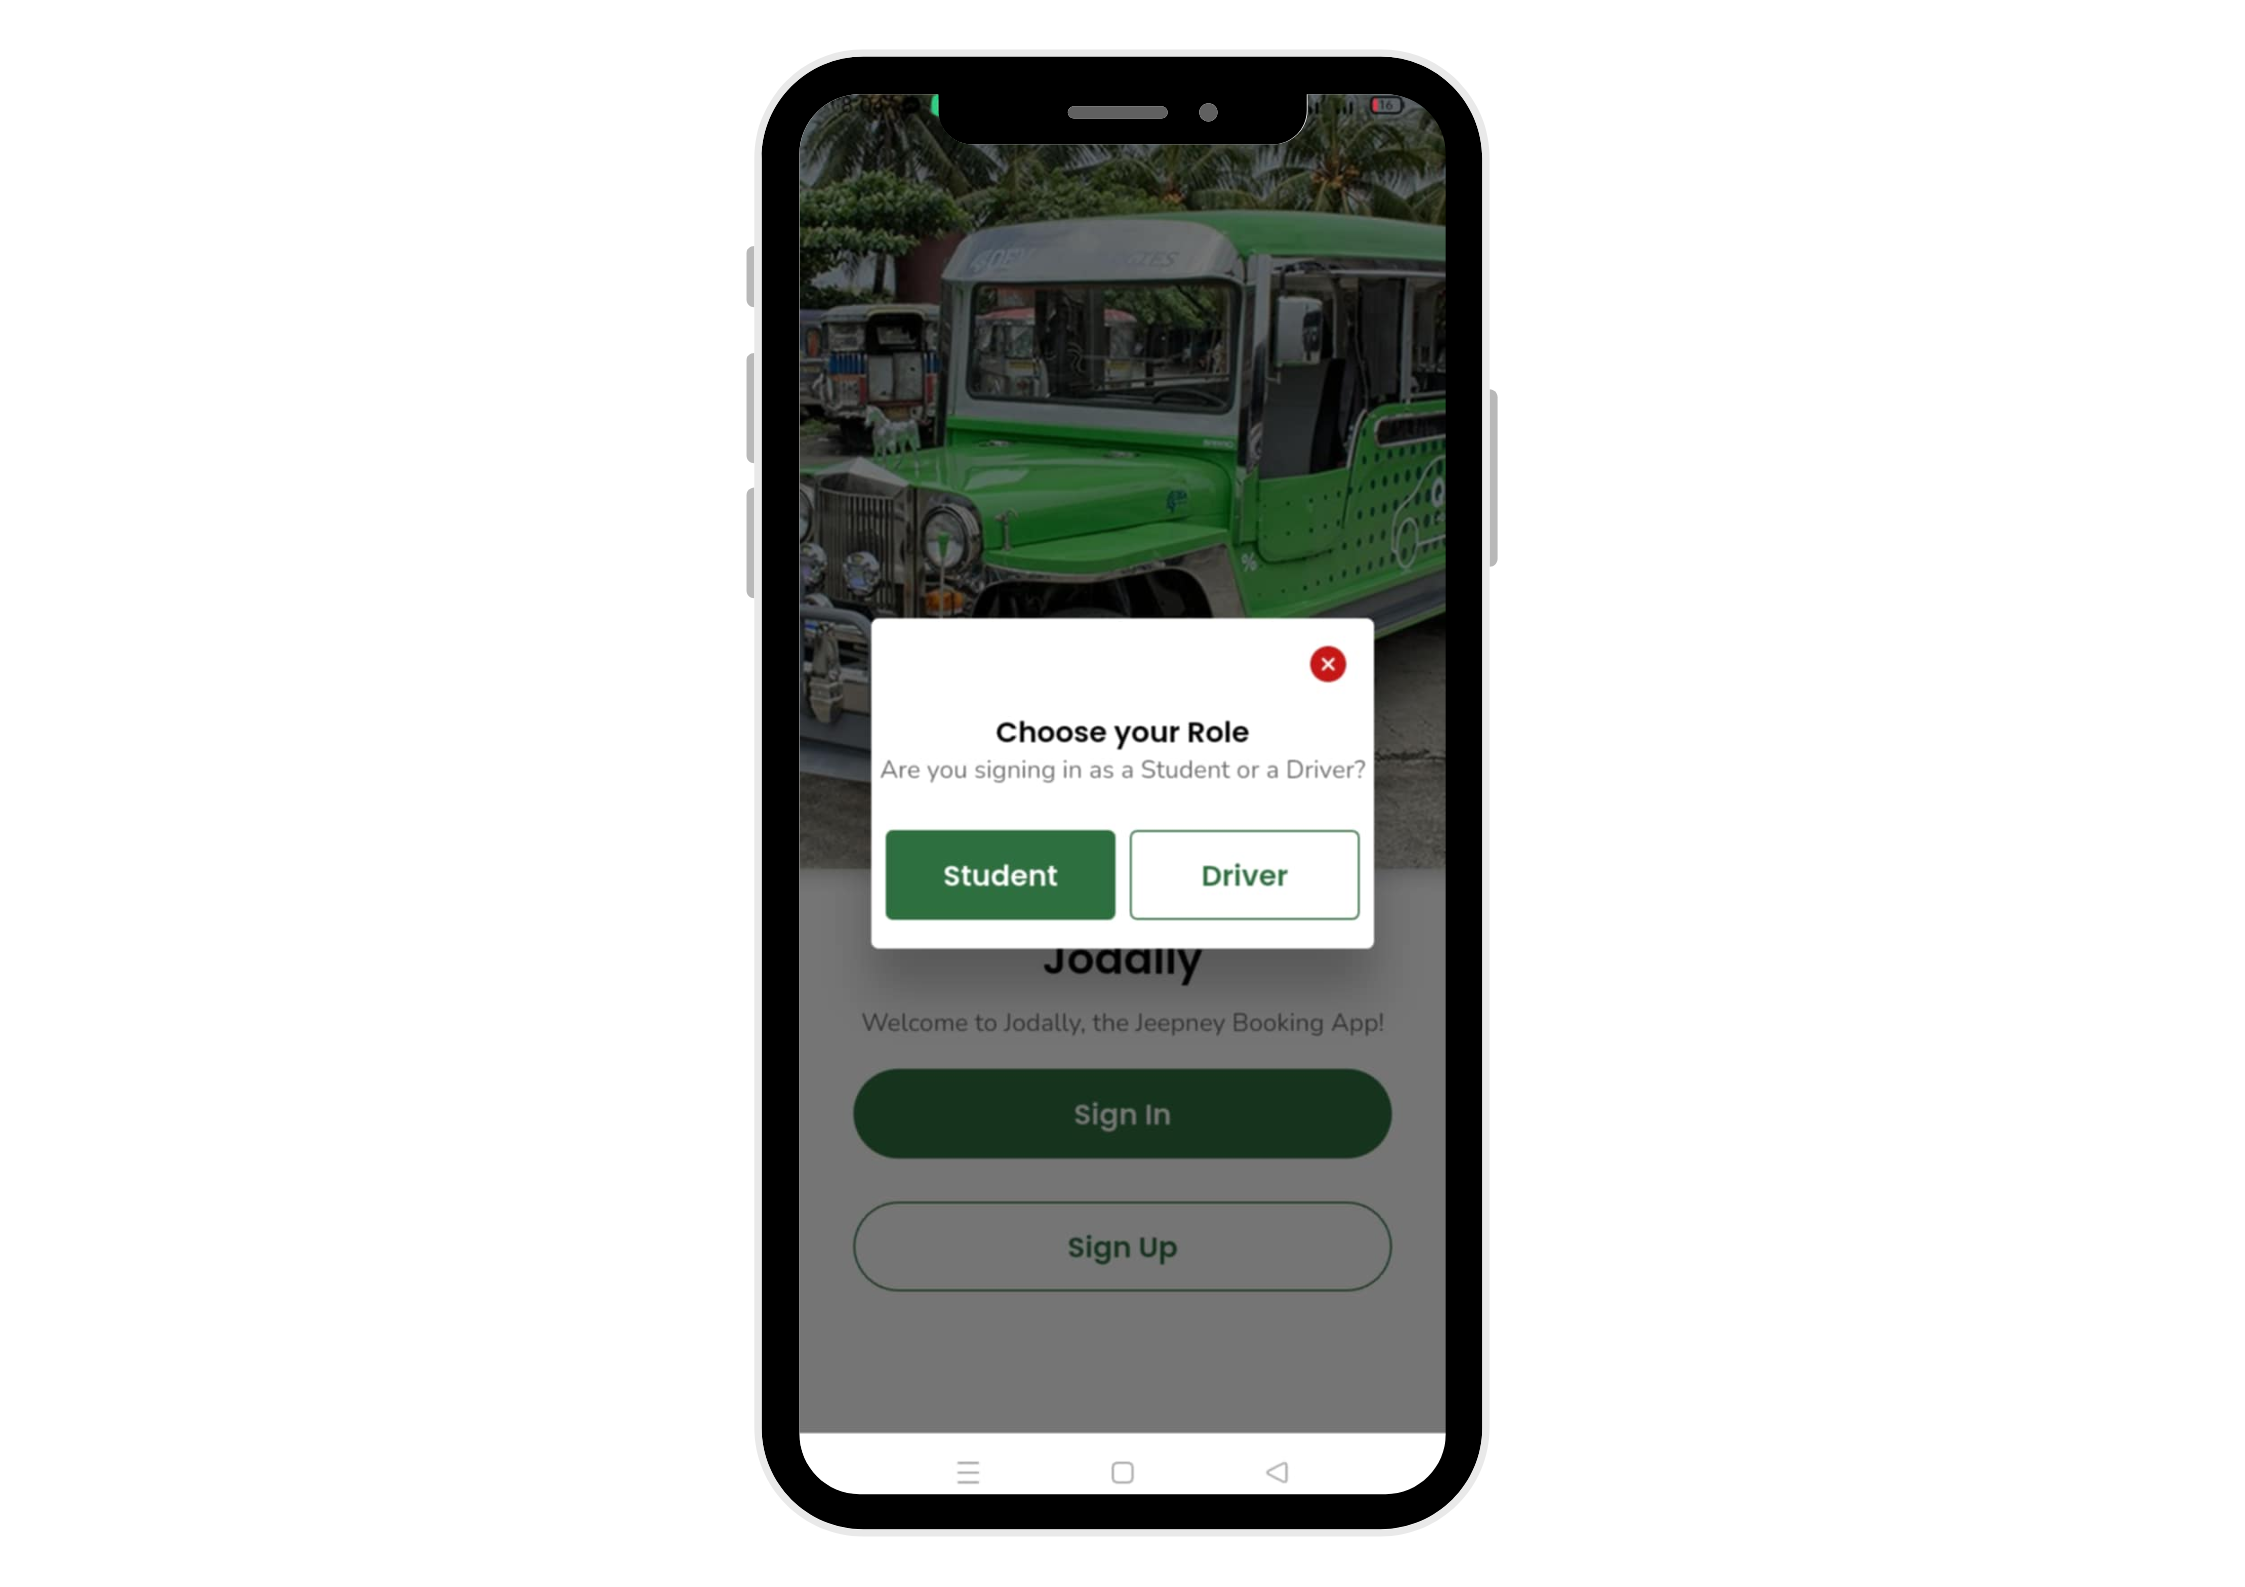 16
Choose your Role
Are you signing in as a Student or a Driver?
Student
Driver
Jodally
Welcome to Jodally, the Jeepney Booking App!
Sign In
Sign Up